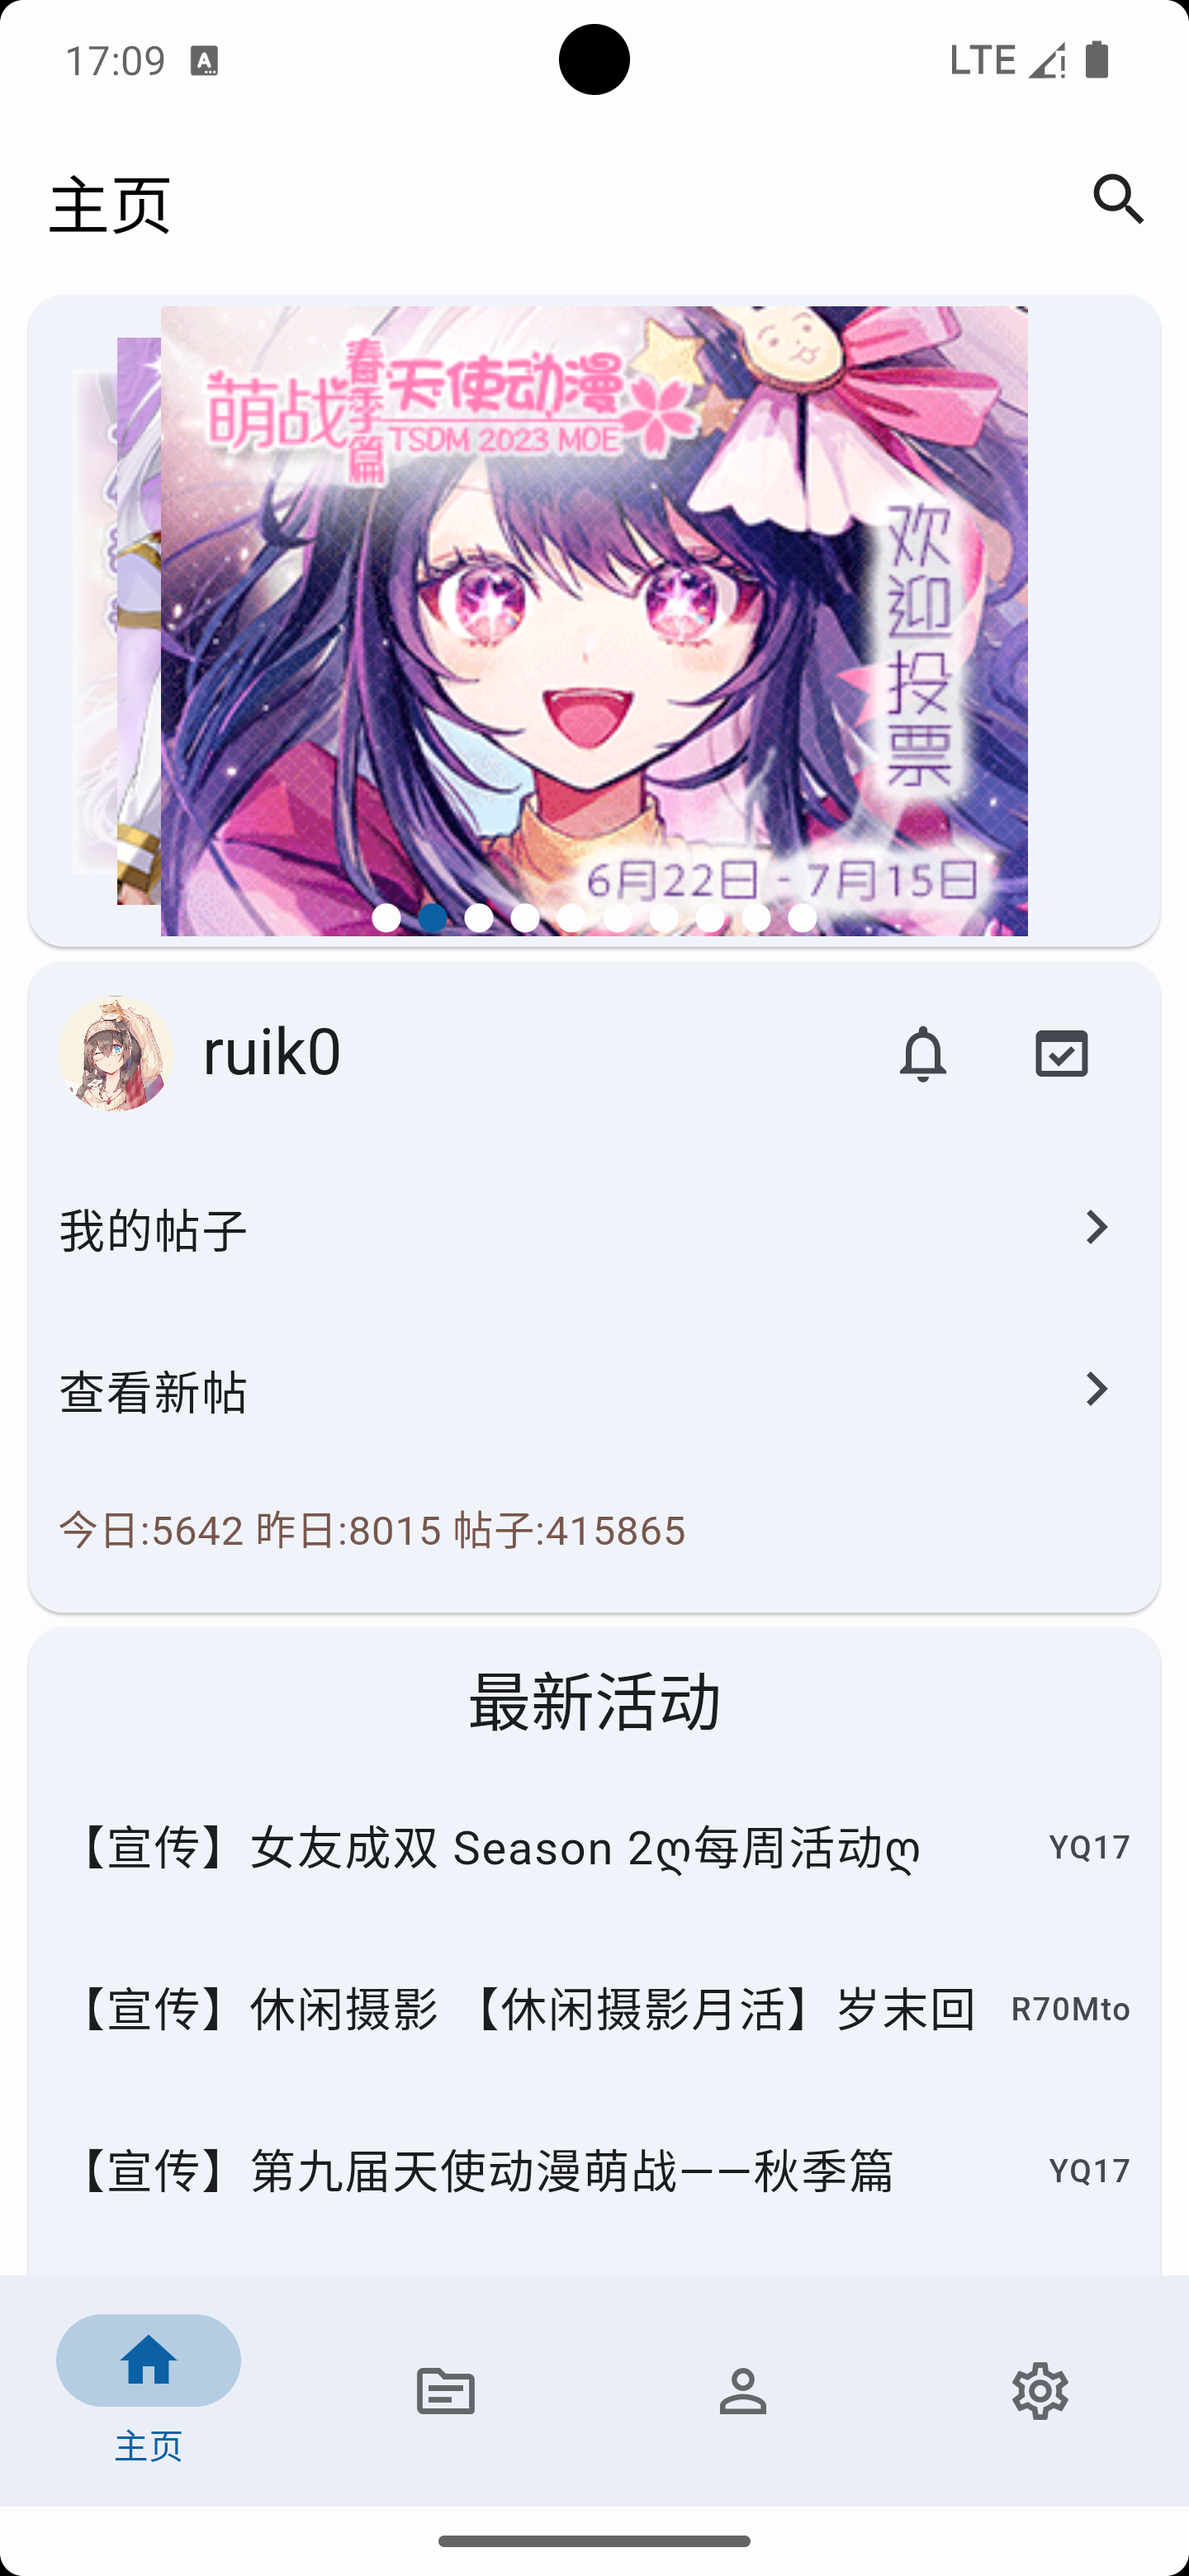 17:09
LTE
主页
萌战春季篇天使动漫
TSDM 2023 MOE
欢迎投票
6月22日 - 7月15日
ruik0
我的帖子
查看新帖
今日:5642 昨日:8015 帖子:415865
最新活动
【宣传】女友成双 Season 2ღ每周活动ღ YQ17
【宣传】休闲摄影 【休闲摄影月活】岁末回 R70Mto
【宣传】第九届天使动漫萌战——秋季篇 YQ17
主页